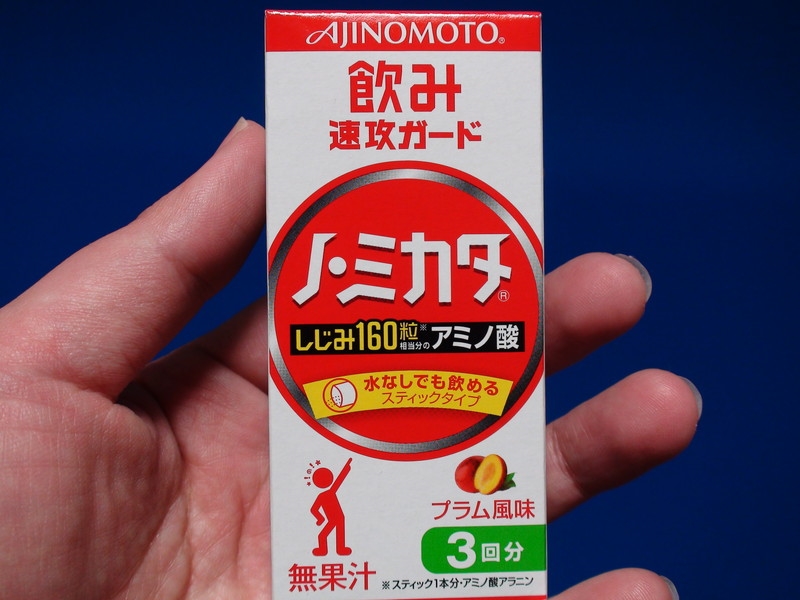 AJINOMOTO®
飲み
速攻ガード
ノ・ミカタ®
しじみ160粒※相当分のアミノ酸
水なしでも飲める
スティックタイプ
プラム風味
3回分
無果汁
※スティック1本分・アミノ酸アラニン